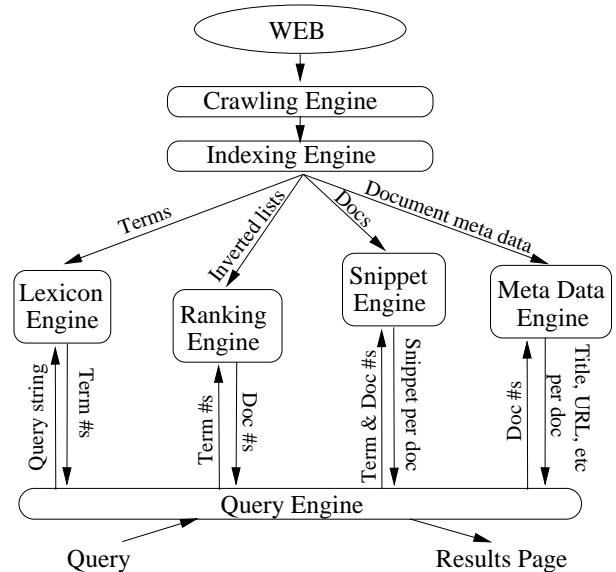 WEB
Crawling Engine
Indexing Engine
Terms
Inverted lists
Docs
Document meta data
Lexicon
Engine
Ranking
Engine
Snippet
Engine
Meta Data
Engine
Query string
Term #s
Term #s
Doc #s
Term & Doc #s
Snippet per doc
Doc #s
Title, URL, etc
per doc
Query Engine
Query
Results Page